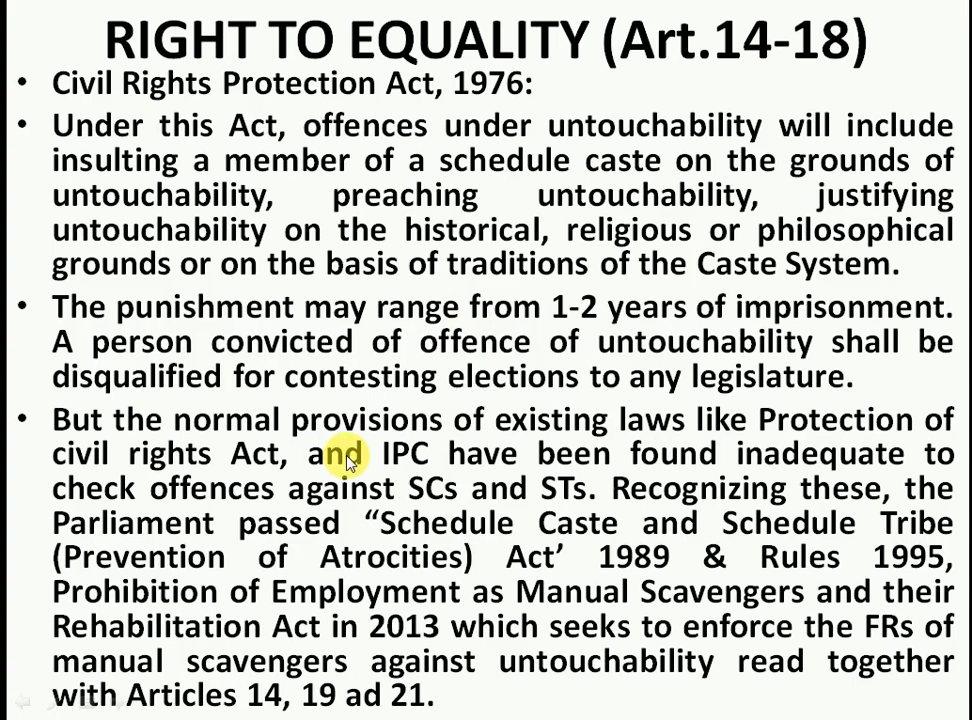 RIGHT TO EQUALITY (Art.14-18)
• Civil Rights Protection Act, 1976:
• Under this Act, offences under untouchability will include
insulting a member of a schedule caste on the grounds of
untouchability, preaching untouchability, justifying
untouchability on the historical, religious or philosophical
grounds or on the basis of traditions of the Caste System.
• The punishment may range from 1-2 years of imprisonment.
A person convicted of offence of untouchability shall be
disqualified for contesting elections to any legislature.
• But the normal provisions of existing laws like Protection of
civil rights Act, and IPC have been found inadequate to
check offences against SCs and STs. Recognizing these, the
Parliament passed “Schedule Caste and Schedule Tribe
(Prevention of Atrocities) Act’ 1989 & Rules 1995,
Prohibition of Employment as Manual Scavengers and their
Rehabilitation Act in 2013 which seeks to enforce the FRs of
manual scavengers against untouchability read together
with Articles 14, 19 ad 21.